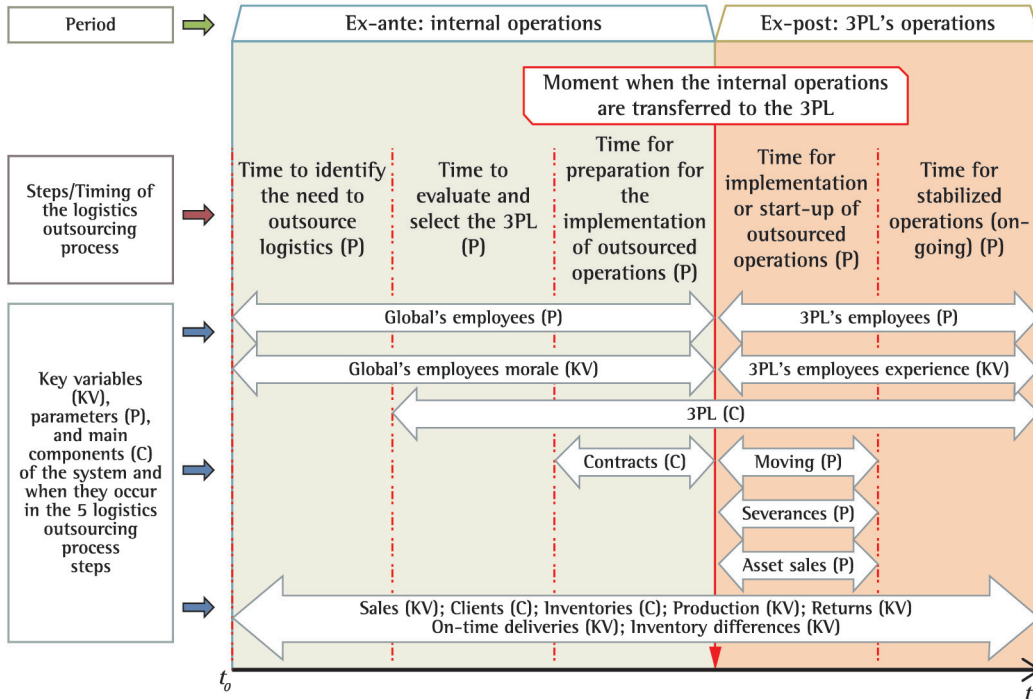 Period
Ex-ante: internal operations
Ex-post: 3PL's operations
Moment when the internal operations
are transferred to the 3PL
Steps/Timing of
the logistics
outsourcing
process
Time to identify
the need to
outsource
logistics (P)
Time to
evaluate and
select the 3PL
(P)
Time for
preparation for
the
implementation
of outsourced
operations (P)
Time for
implementation
or start-up of
outsourced
operations (P)
Time for
stabilized
operations (on-
going) (P)
Key variables
(KV),
parameters (P),
and main
components (C)
of the system and
when they occur
in the 5 logistics
outsourcing
process
steps
Global's employees (P)
3PL's employees (P)
Global's employees morale (KV)
3PL's employees experience (KV)
3PL (C)
Contracts (C)
Moving (P)
Severances (P)
Asset sales (P)
Sales (KV); Clients (C); Inventories (C); Production (KV); Returns (KV)
On-time deliveries (KV); Inventory differences (KV)
t0